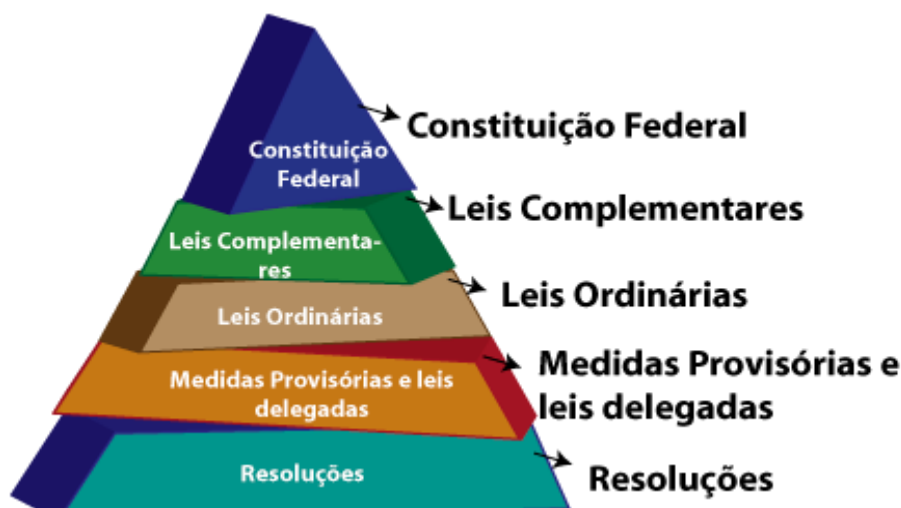 Constituição Federal
Constituição
Federal
Leis Complementares
Leis Complementa-
res
Leis Ordinárias
Leis Ordinárias
Medidas Provisórias e
leis delegadas
Medidas Provisórias e leis
delegadas
Resoluções
Resoluções